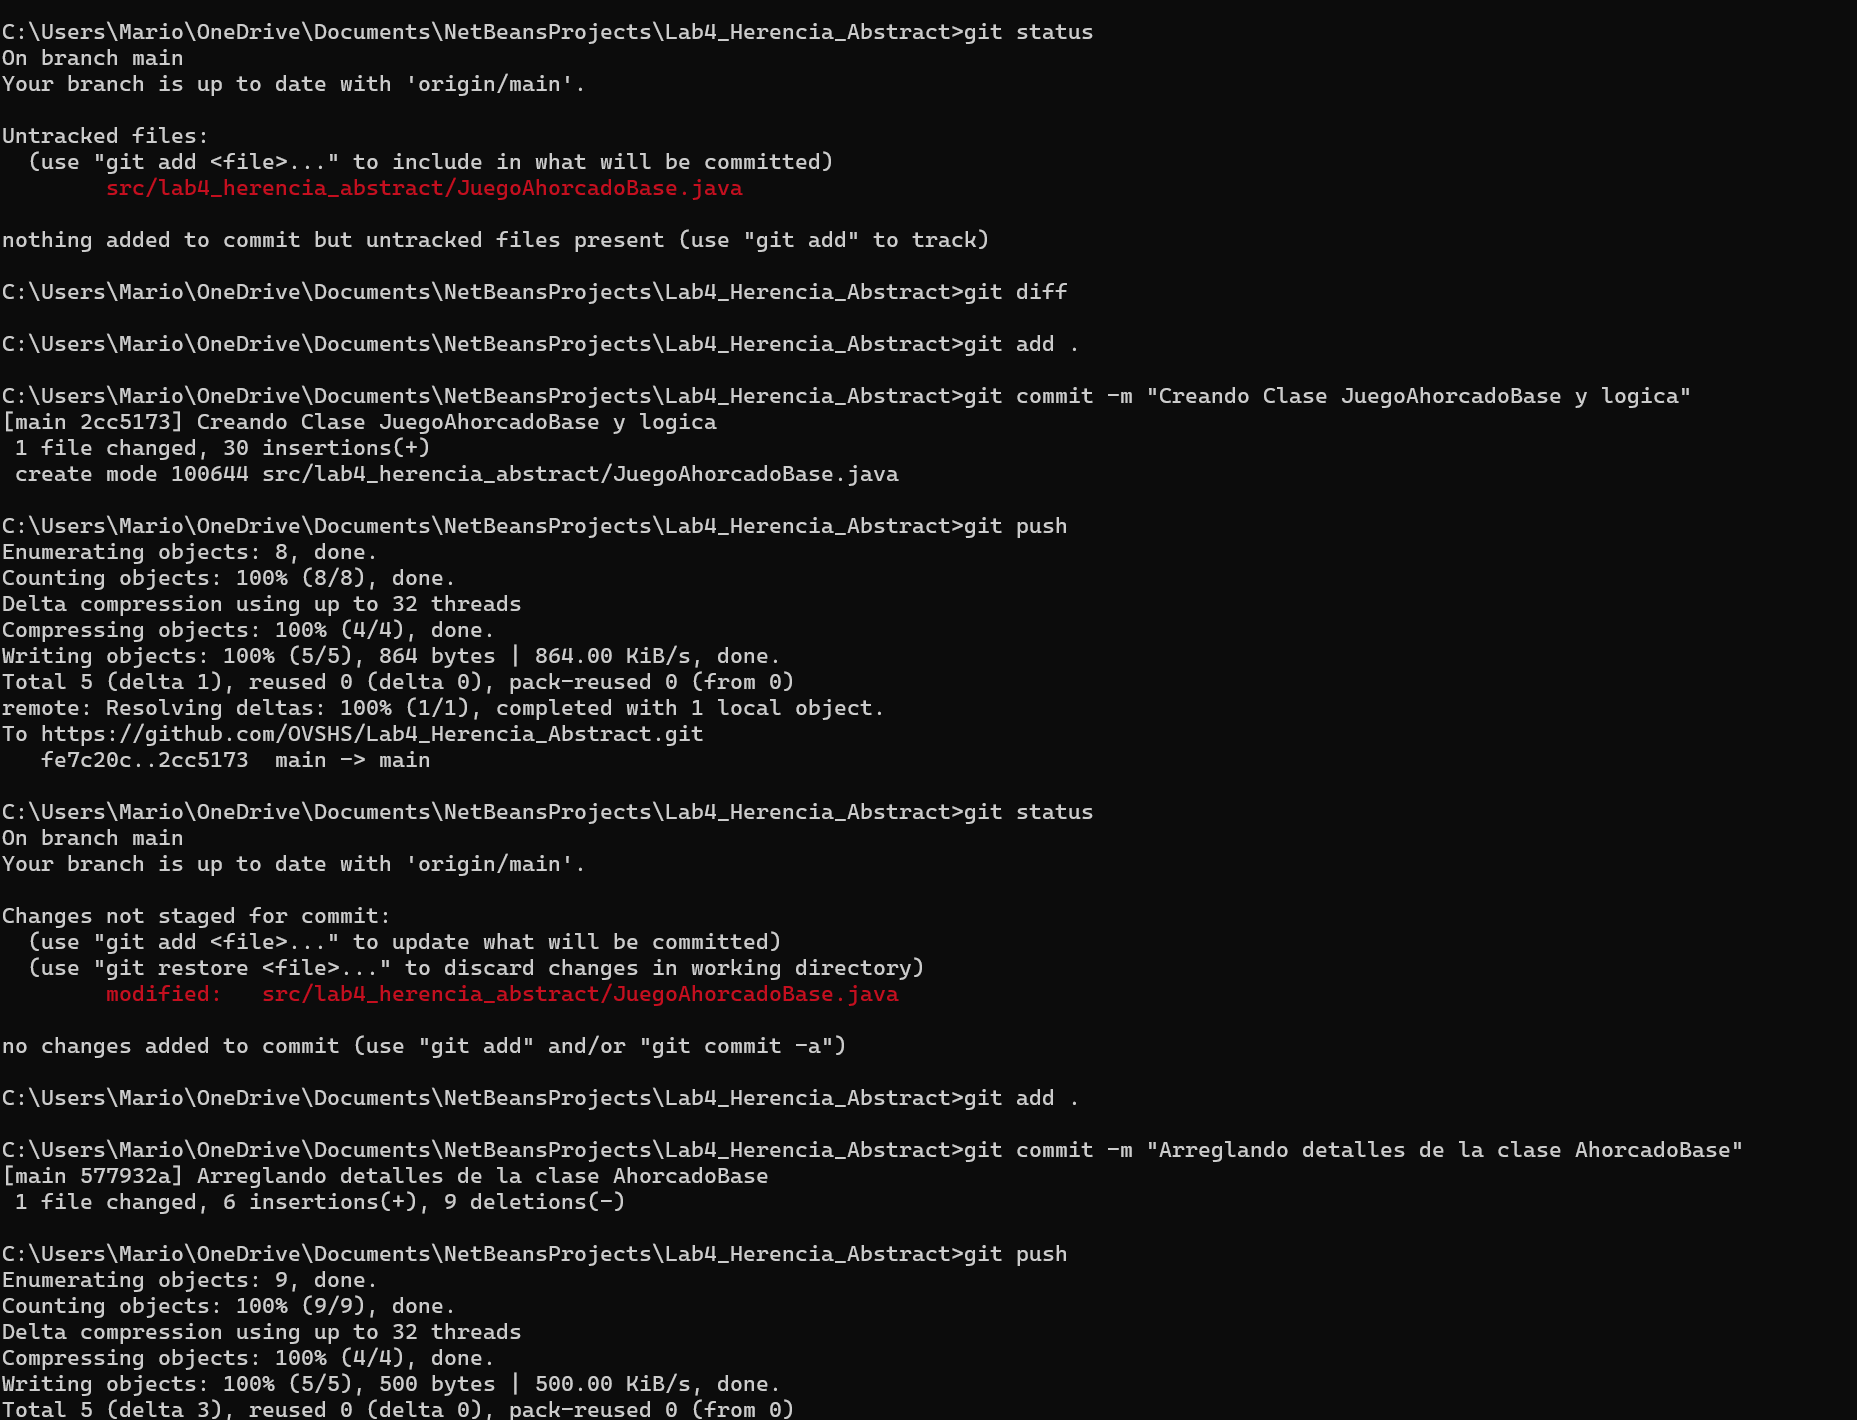 C:\Users\Mario\OneDrive\Documents\NetBeansProjects\Lab4_Herencia_Abstract>git status
On branch main
Your branch is up to date with 'origin/main'.
Untracked files:
  (use "git add <file>..." to include in what will be committed)
        src/lab4_herencia_abstract/JuegoAhorcadoBase.java
nothing added to commit but untracked files present (use "git add" to track)
C:\Users\Mario\OneDrive\Documents\NetBeansProjects\Lab4_Herencia_Abstract>git diff
C:\Users\Mario\OneDrive\Documents\NetBeansProjects\Lab4_Herencia_Abstract>git add .
C:\Users\Mario\OneDrive\Documents\NetBeansProjects\Lab4_Herencia_Abstract>git commit -m "Creando Clase JuegoAhorcadoBase y logica"
[main 2cc5173] Creando Clase JuegoAhorcadoBase y logica
 1 file changed, 30 insertions(+)
 create mode 100644 src/lab4_herencia_abstract/JuegoAhorcadoBase.java
C:\Users\Mario\OneDrive\Documents\NetBeansProjects\Lab4_Herencia_Abstract>git push
Enumerating objects: 8, done.
Counting objects: 100% (8/8), done.
Delta compression using up to 32 threads
Compressing objects: 100% (4/4), done.
Writing objects: 100% (5/5), 864 bytes | 864.00 KiB/s, done.
Total 5 (delta 1), reused 0 (delta 0), pack-reused 0 (from 0)
remote: Resolving deltas: 100% (1/1), completed with 1 local object.
To https://github.com/OVSHS/Lab4_Herencia_Abstract.git
   fe7c20c..2cc5173  main -> main
C:\Users\Mario\OneDrive\Documents\NetBeansProjects\Lab4_Herencia_Abstract>git status
On branch main
Your branch is up to date with 'origin/main'.
Changes not staged for commit:
  (use "git add <file>..." to update what will be committed)
  (use "git restore <file>..." to discard changes in working directory)
        modified:   src/lab4_herencia_abstract/JuegoAhorcadoBase.java
no changes added to commit (use "git add" and/or "git commit -a")
C:\Users\Mario\OneDrive\Documents\NetBeansProjects\Lab4_Herencia_Abstract>git add .
C:\Users\Mario\OneDrive\Documents\NetBeansProjects\Lab4_Herencia_Abstract>git commit -m "Arreglando detalles de la clase AhorcadoBase"
[main 577932a] Arreglando detalles de la clase AhorcadoBase
 1 file changed, 6 insertions(+), 9 deletions(-)
C:\Users\Mario\OneDrive\Documents\NetBeansProjects\Lab4_Herencia_Abstract>git push
Enumerating objects: 9, done.
Counting objects: 100% (9/9), done.
Delta compression using up to 32 threads
Compressing objects: 100% (4/4), done.
Writing objects: 100% (5/5), 500 bytes | 500.00 KiB/s, done.
Total 5 (delta 3), reused 0 (delta 0), pack-reused 0 (from 0)